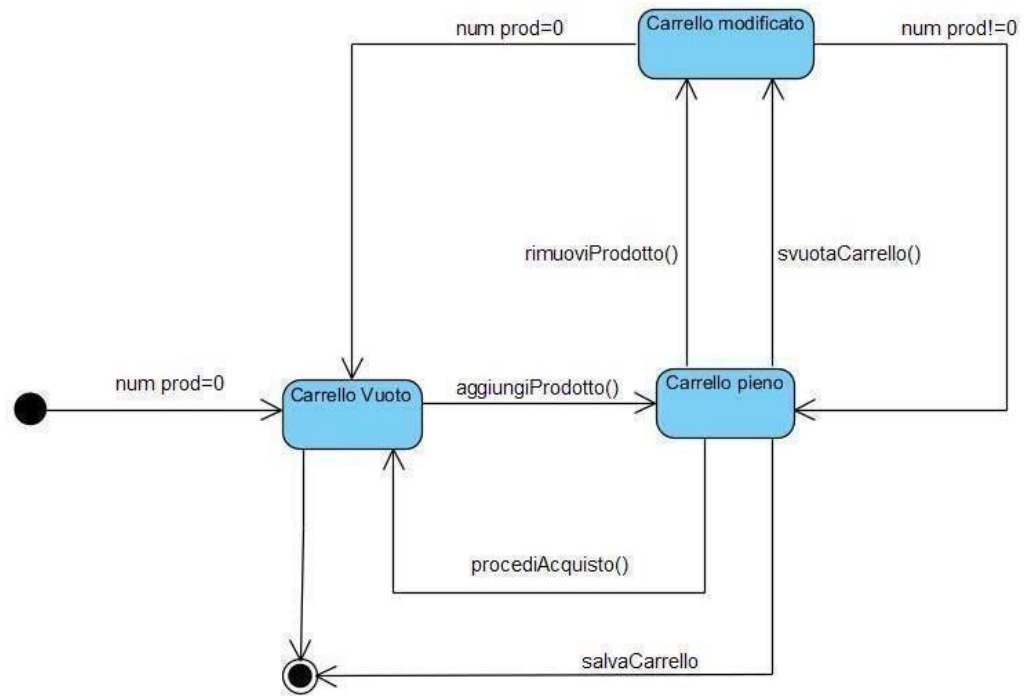 num prod=0
Carrello modificato
num prod!=0
rimuoviProdotto()
svuotaCarrello()
num prod=0
Carrello Vuoto
aggiungiProdotto()
Carrello pieno
procediAcquisto()
salvaCarrello